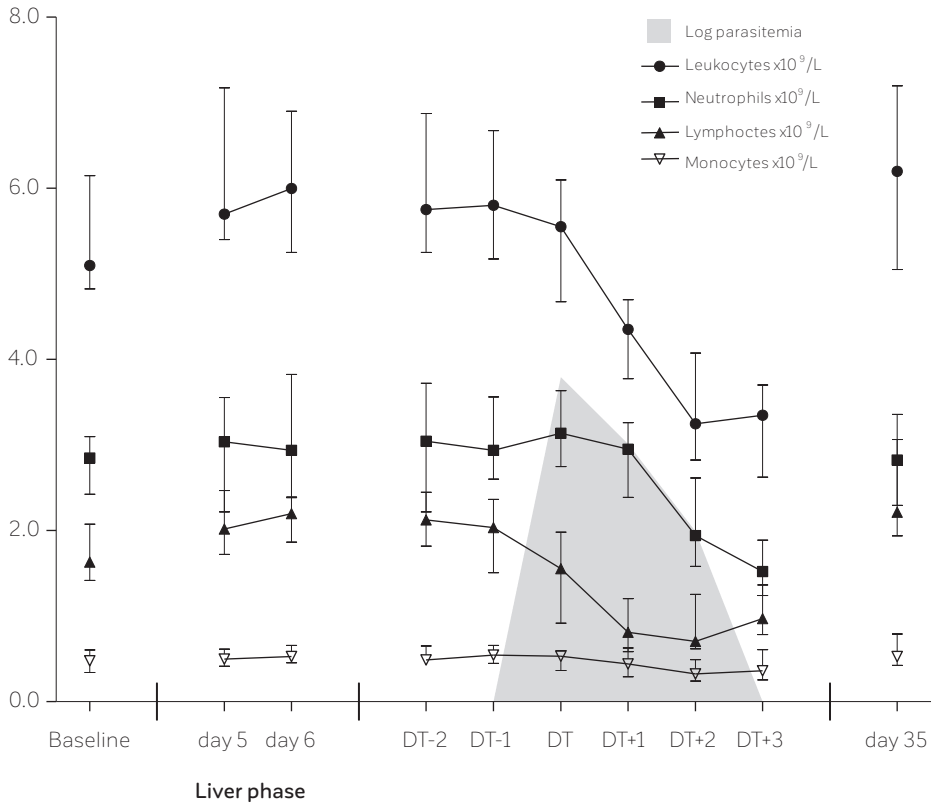 8.0
6.0
4.0
2.0
0.0
Log parasitemia
Leukocytes x10⁹/L
Neutrophils x10⁹/L
Lymphoctes x10⁹/L
Monocytes x10⁹/L
Baseline day 5 day 6 DT-2 DT-1 DT DT+1 DT+2 DT+3 day 35
Liver phase